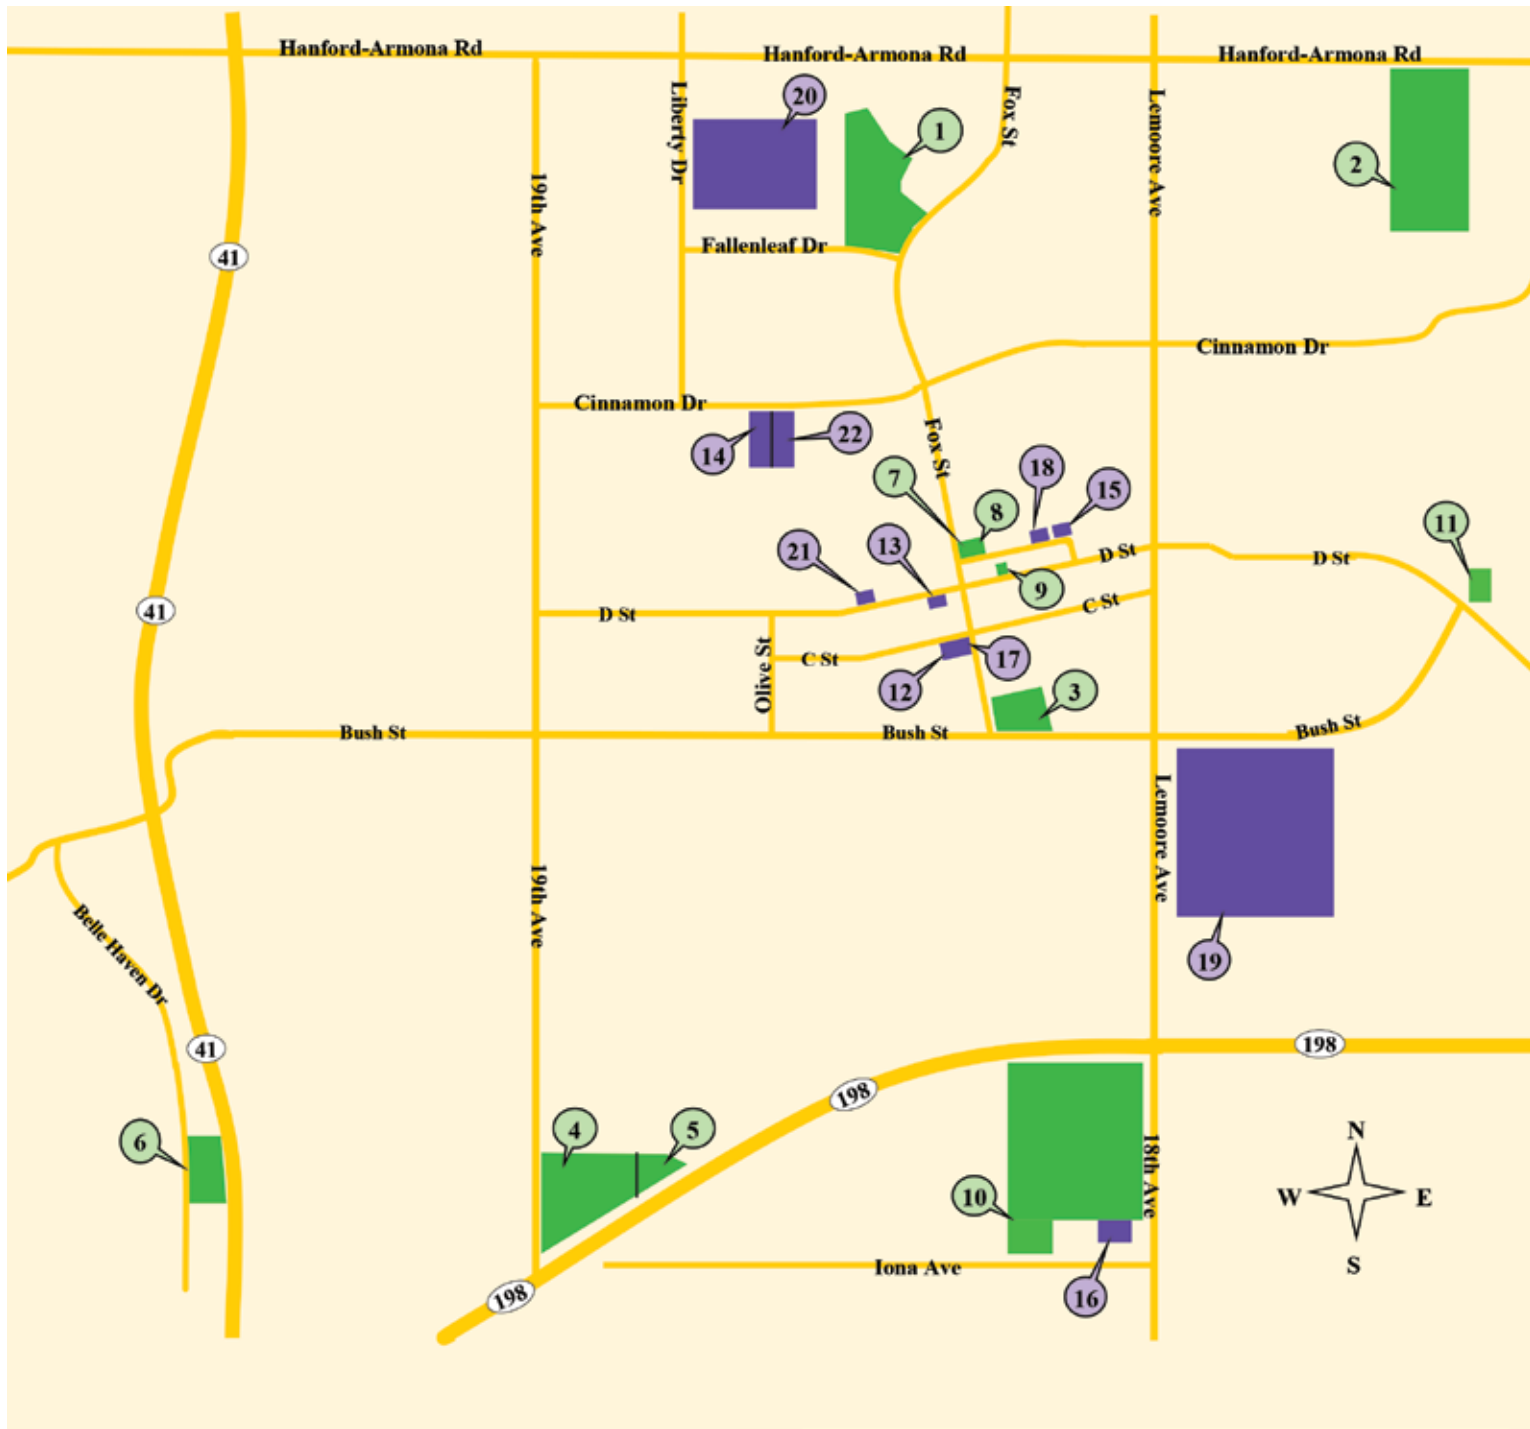 Hanford-Armona Rd
Hanford-Armona Rd
Hanford-Armona Rd
20
Liberty Dr
1
Fox St
Lemoore Ave
2
19th Ave
Fallenleaf Dr
41
Cinnamon Dr
Cinnamon Dr
14
22
Fox St
7
18
15
8
11
21
13
D St
D St
9
41
D St
C St
Olive St
C St
17
12
3
Bush St
Bush St
Bush St
Lemoore Ave
19th Ave
Belle Haven Dr
19
41
198
198
6
4
5
18th Ave
N
10
W
E
Iona Ave
S
198
16